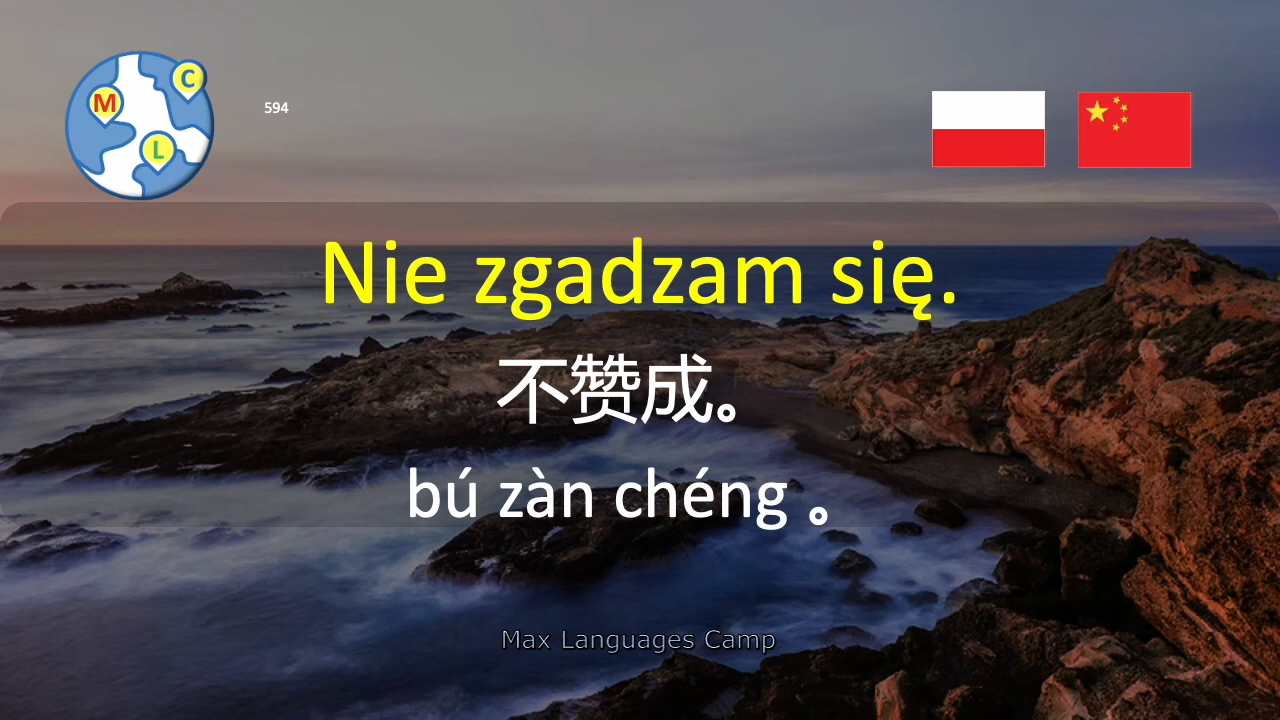 C
M
L
594
Nie zgadzam się.
不赞成。
bú zàn chéng 。
Max Languages Camp